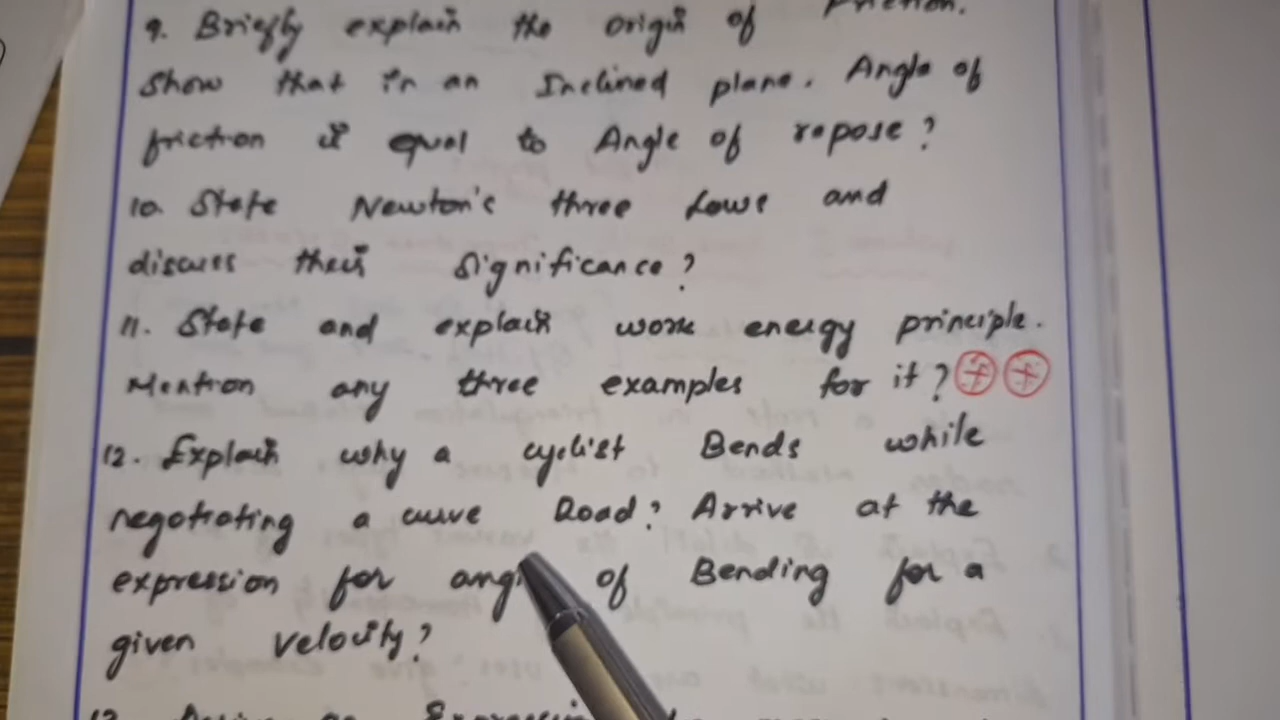 9. Briefly explain the origin of Friction.
Show that in an Inclined plane. Angle of
friction is equal to Angle of repose?
10. State Newton's three Laws and
discuss their Significance?
11. State and explain work energy principle.
Mention any three examples for it?
12. Explain why a cyclist Bends while
negotiating a curve Road? Arrive at the
expression for angle of Bending for a
given velocity?